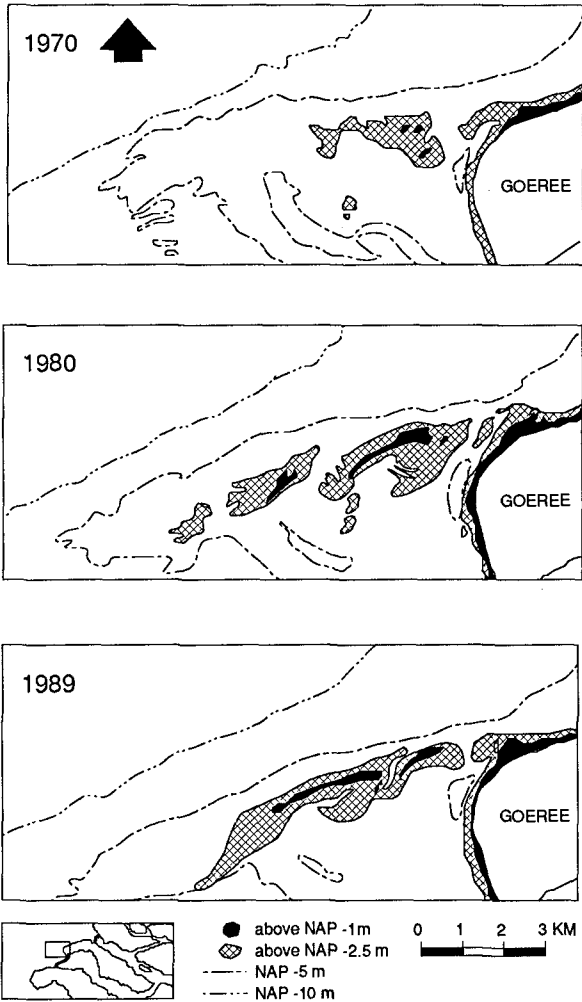 1970
GOEREE
1980
GOEREE
1989
GOEREE
above NAP -1m
above NAP -2.5 m
NAP -5 m
NAP -10 m
0 1 2 3 KM